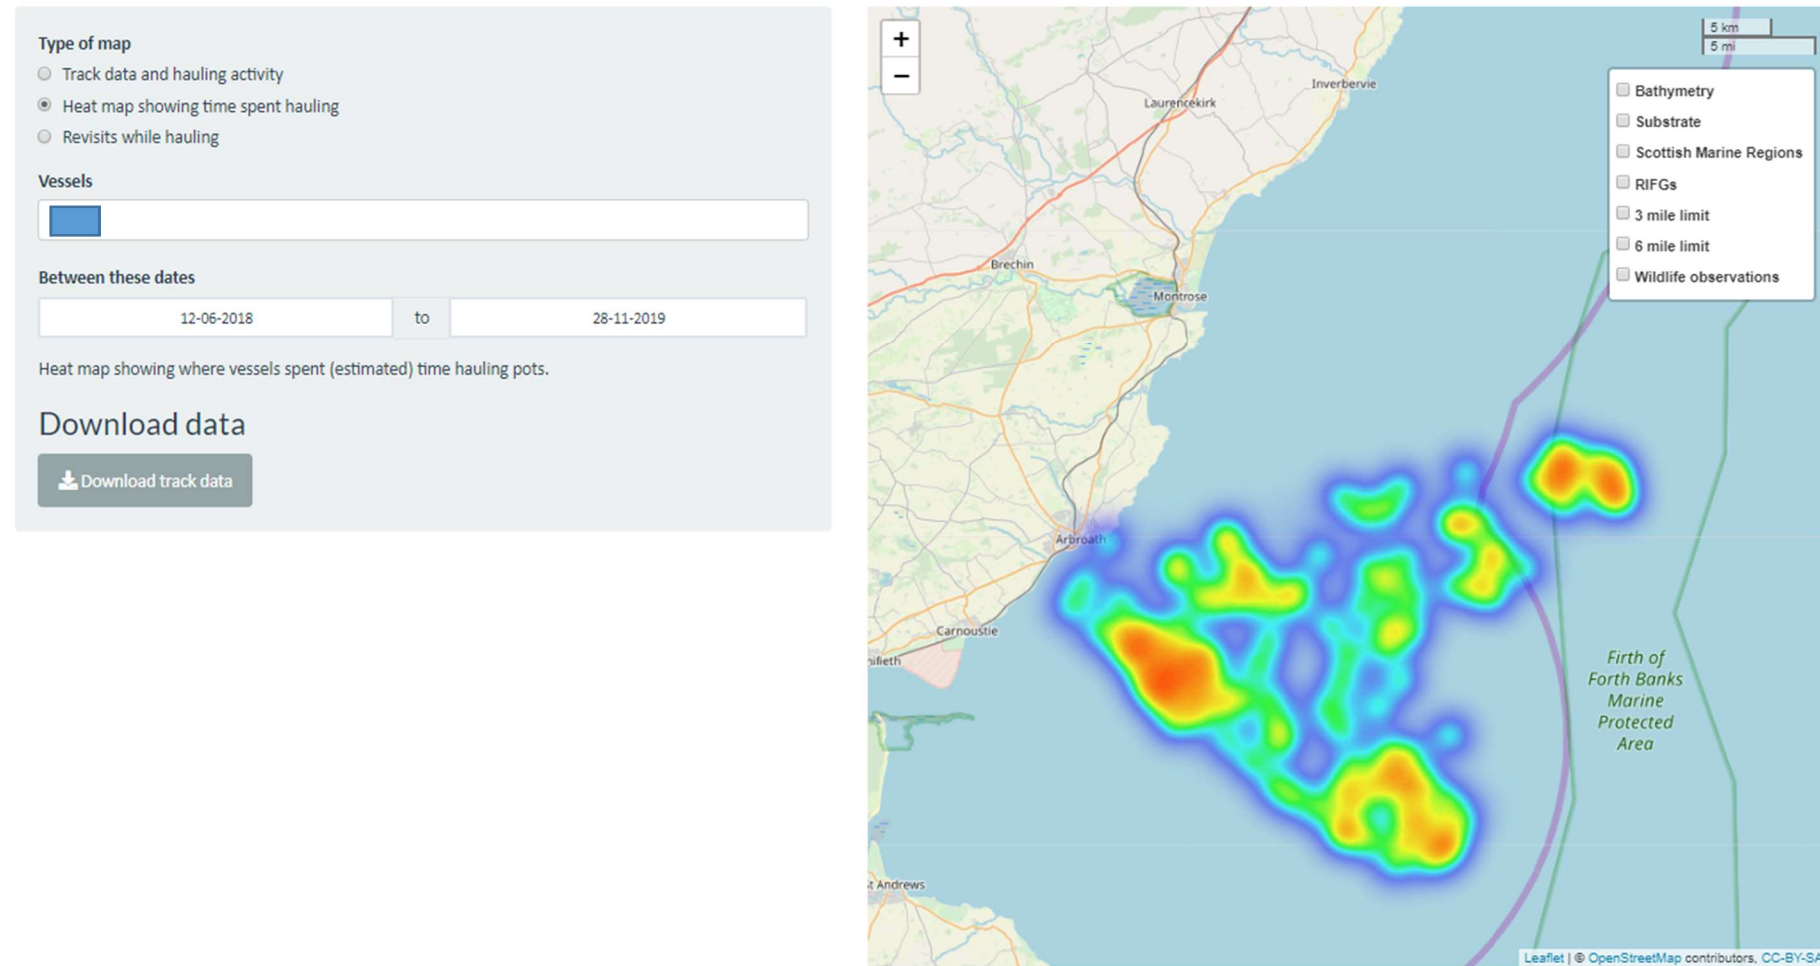 Type of map
Track data and hauling activity
Heat map showing time spent hauling
Revisits while hauling
Vessels
Between these dates
12-06-2018 to 28-11-2019
Heat map showing where vessels spent (estimated) time hauling pots.
Download data
Download track data
+
−
5 km
5 mi
Bathymetry
Substrate
Scottish Marine Regions
RIFGs
3 mile limit
6 mile limit
Wildlife observations
Inverbervie
Laurencekirk
Brechin
Montrose
Arbroath
Carnoustie
nifieth
t Andrews
Firth of
Forth Banks
Marine
Protected
Area
Leaflet | © OpenStreetMap contributors, CC-BY-SA